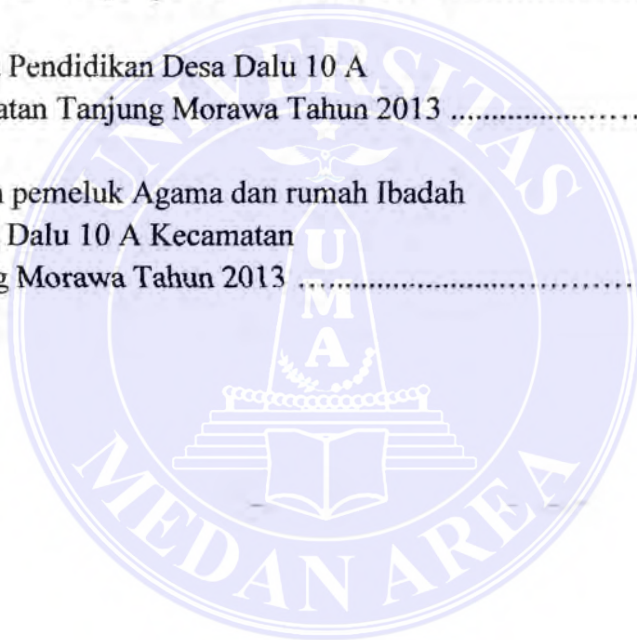 Pendidikan Desa Dalu 10 A
atan Tanjung Morawa Tahun 2013 ........................
pemeluk Agama dan rumah Ibadah
Dalu 10 A Kecamatan
g Morawa Tahun 2013 ....................................
UNIVERSITAS
UMA
MEDAN AREA